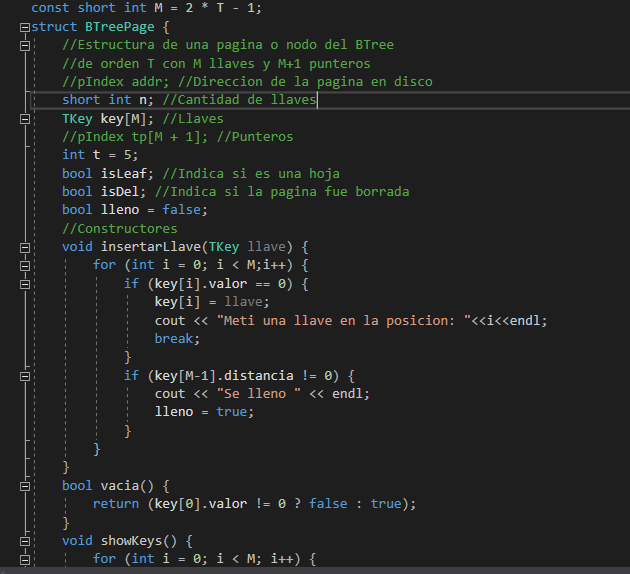 const short int M = 2 * T - 1;
struct BTreePage {
//Estructura de una pagina o nodo del BTree
//de orden T con M llaves y M+1 punteros
//pIndex addr; //Direccion de la pagina en disco
short int n; //Cantidad de llaves
TKey key[M]; //Llaves
//pIndex tp[M + 1]; //Punteros
int t = 5;
bool isLeaf; //Indica si es una hoja
bool isDel; //Indica si la pagina fue borrada
bool lleno = false;
//Constructores
void insertarLlave(TKey llave) {
for (int i = 0; i < M;i++) {
if (key[i].valor == 0) {
key[i] = llave;
cout << "Meti una llave en la posicion: "<<i<<endl;
break;
}
if (key[M-1].distancia != 0) {
cout << "Se lleno " << endl;
lleno = true;
}
}
}
bool vacia() {
return (key[0].valor != 0 ? false : true);
}
void showKeys() {
for (int i = 0; i < M; i++) {